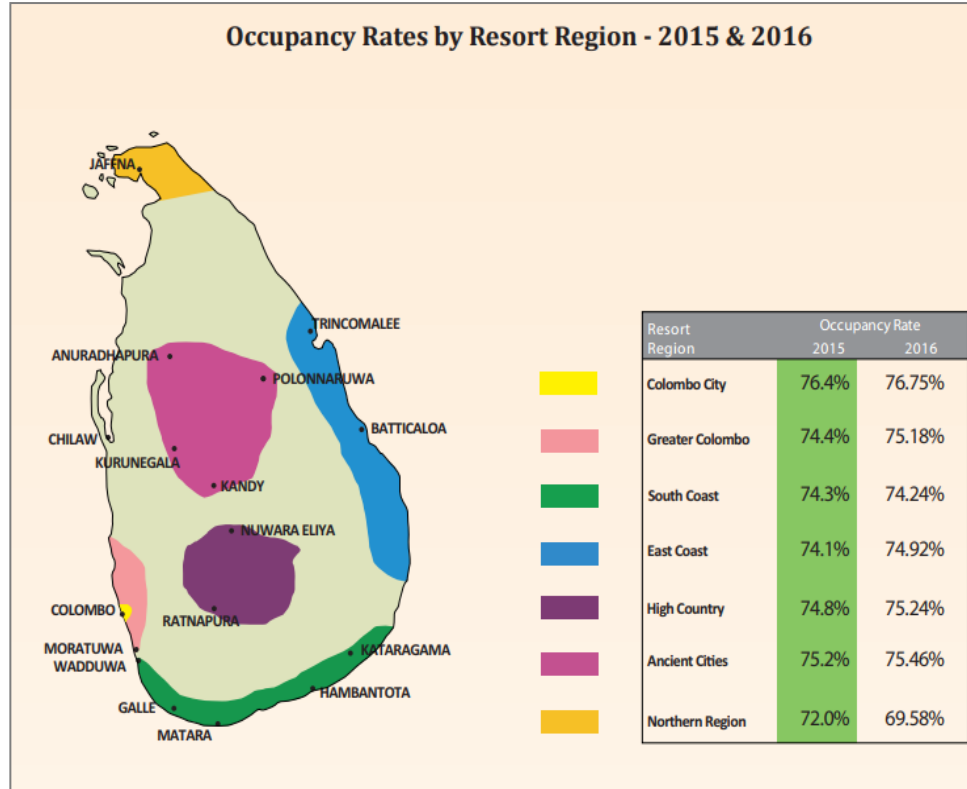 Occupancy Rates by Resort Region - 2015 & 2016
JAFFNA
TRINCOMALEE
ANURADHAPURA
POLONNARUWA
BATTICALOA
CHILAW
KURUNEGALA
KANDY
NUWARA ELIYA
COLOMBO
RATNAPURA
MORATUWA
WADDUWA
KATARAGAMA
HAMBANTOTA
GALLE
MATARA
Resort Region Occupancy Rate
2015 2016
Colombo City 76.4% 76.75%
Greater Colombo 74.4% 75.18%
South Coast 74.3% 74.24%
East Coast 74.1% 74.92%
High Country 74.8% 75.24%
Ancient Cities 75.2% 75.46%
Northern Region 72.0% 69.58%